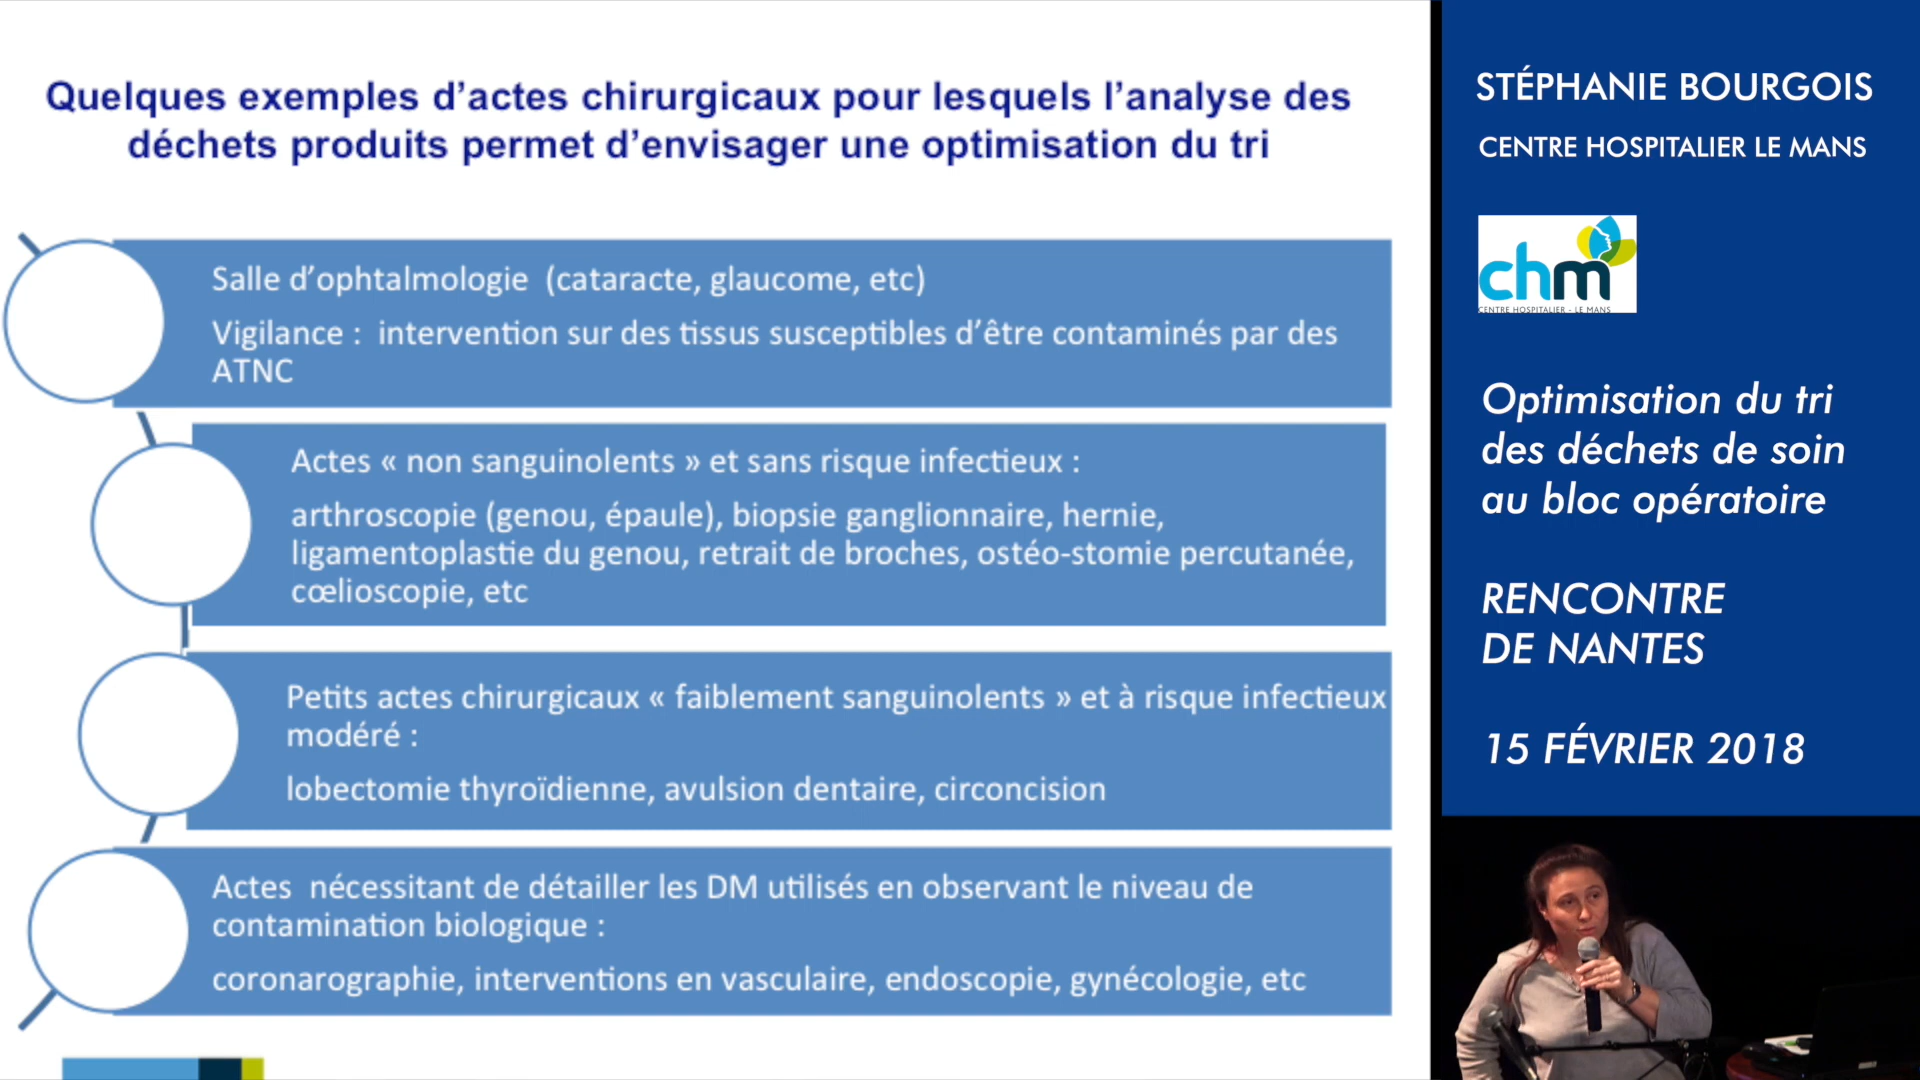 Quelques exemples d'actes chirurgicaux pour lesquels l'analyse des
déchets produits permet d'envisager une optimisation du tri
Salle d'ophtalmologie (cataracte, glaucome, etc)
Vigilance : intervention sur des tissus susceptibles d'être contaminés par des
ATNC
Actes « non sanguinolents » et sans risque infectieux :
arthroscopie (genou, épaule), biopsie ganglionnaire, hernie,
ligamentoplastie du genou, retrait de broches, ostéo-stomie percutanée,
cœlioscopie, etc
Petits actes chirurgicaux « faiblement sanguinolents » et à risque infectieux
modéré :
lobectomie thyroïdienne, avulsion dentaire, circoncision
Actes nécessitant de détailler les DM utilisés en observant le niveau de
contamination biologique :
coronarographie, interventions en vasculaire, endoscopie, gynécologie, etc
STÉPHANIE BOURGOIS
CENTRE HOSPITALIER LE MANS
chm
CENTRE HOSPITALIER - LE MANS
Optimisation du tri
des déchets de soin
au bloc opératoire
RENCONTRE
DE NANTES
15 FÉVRIER 2018